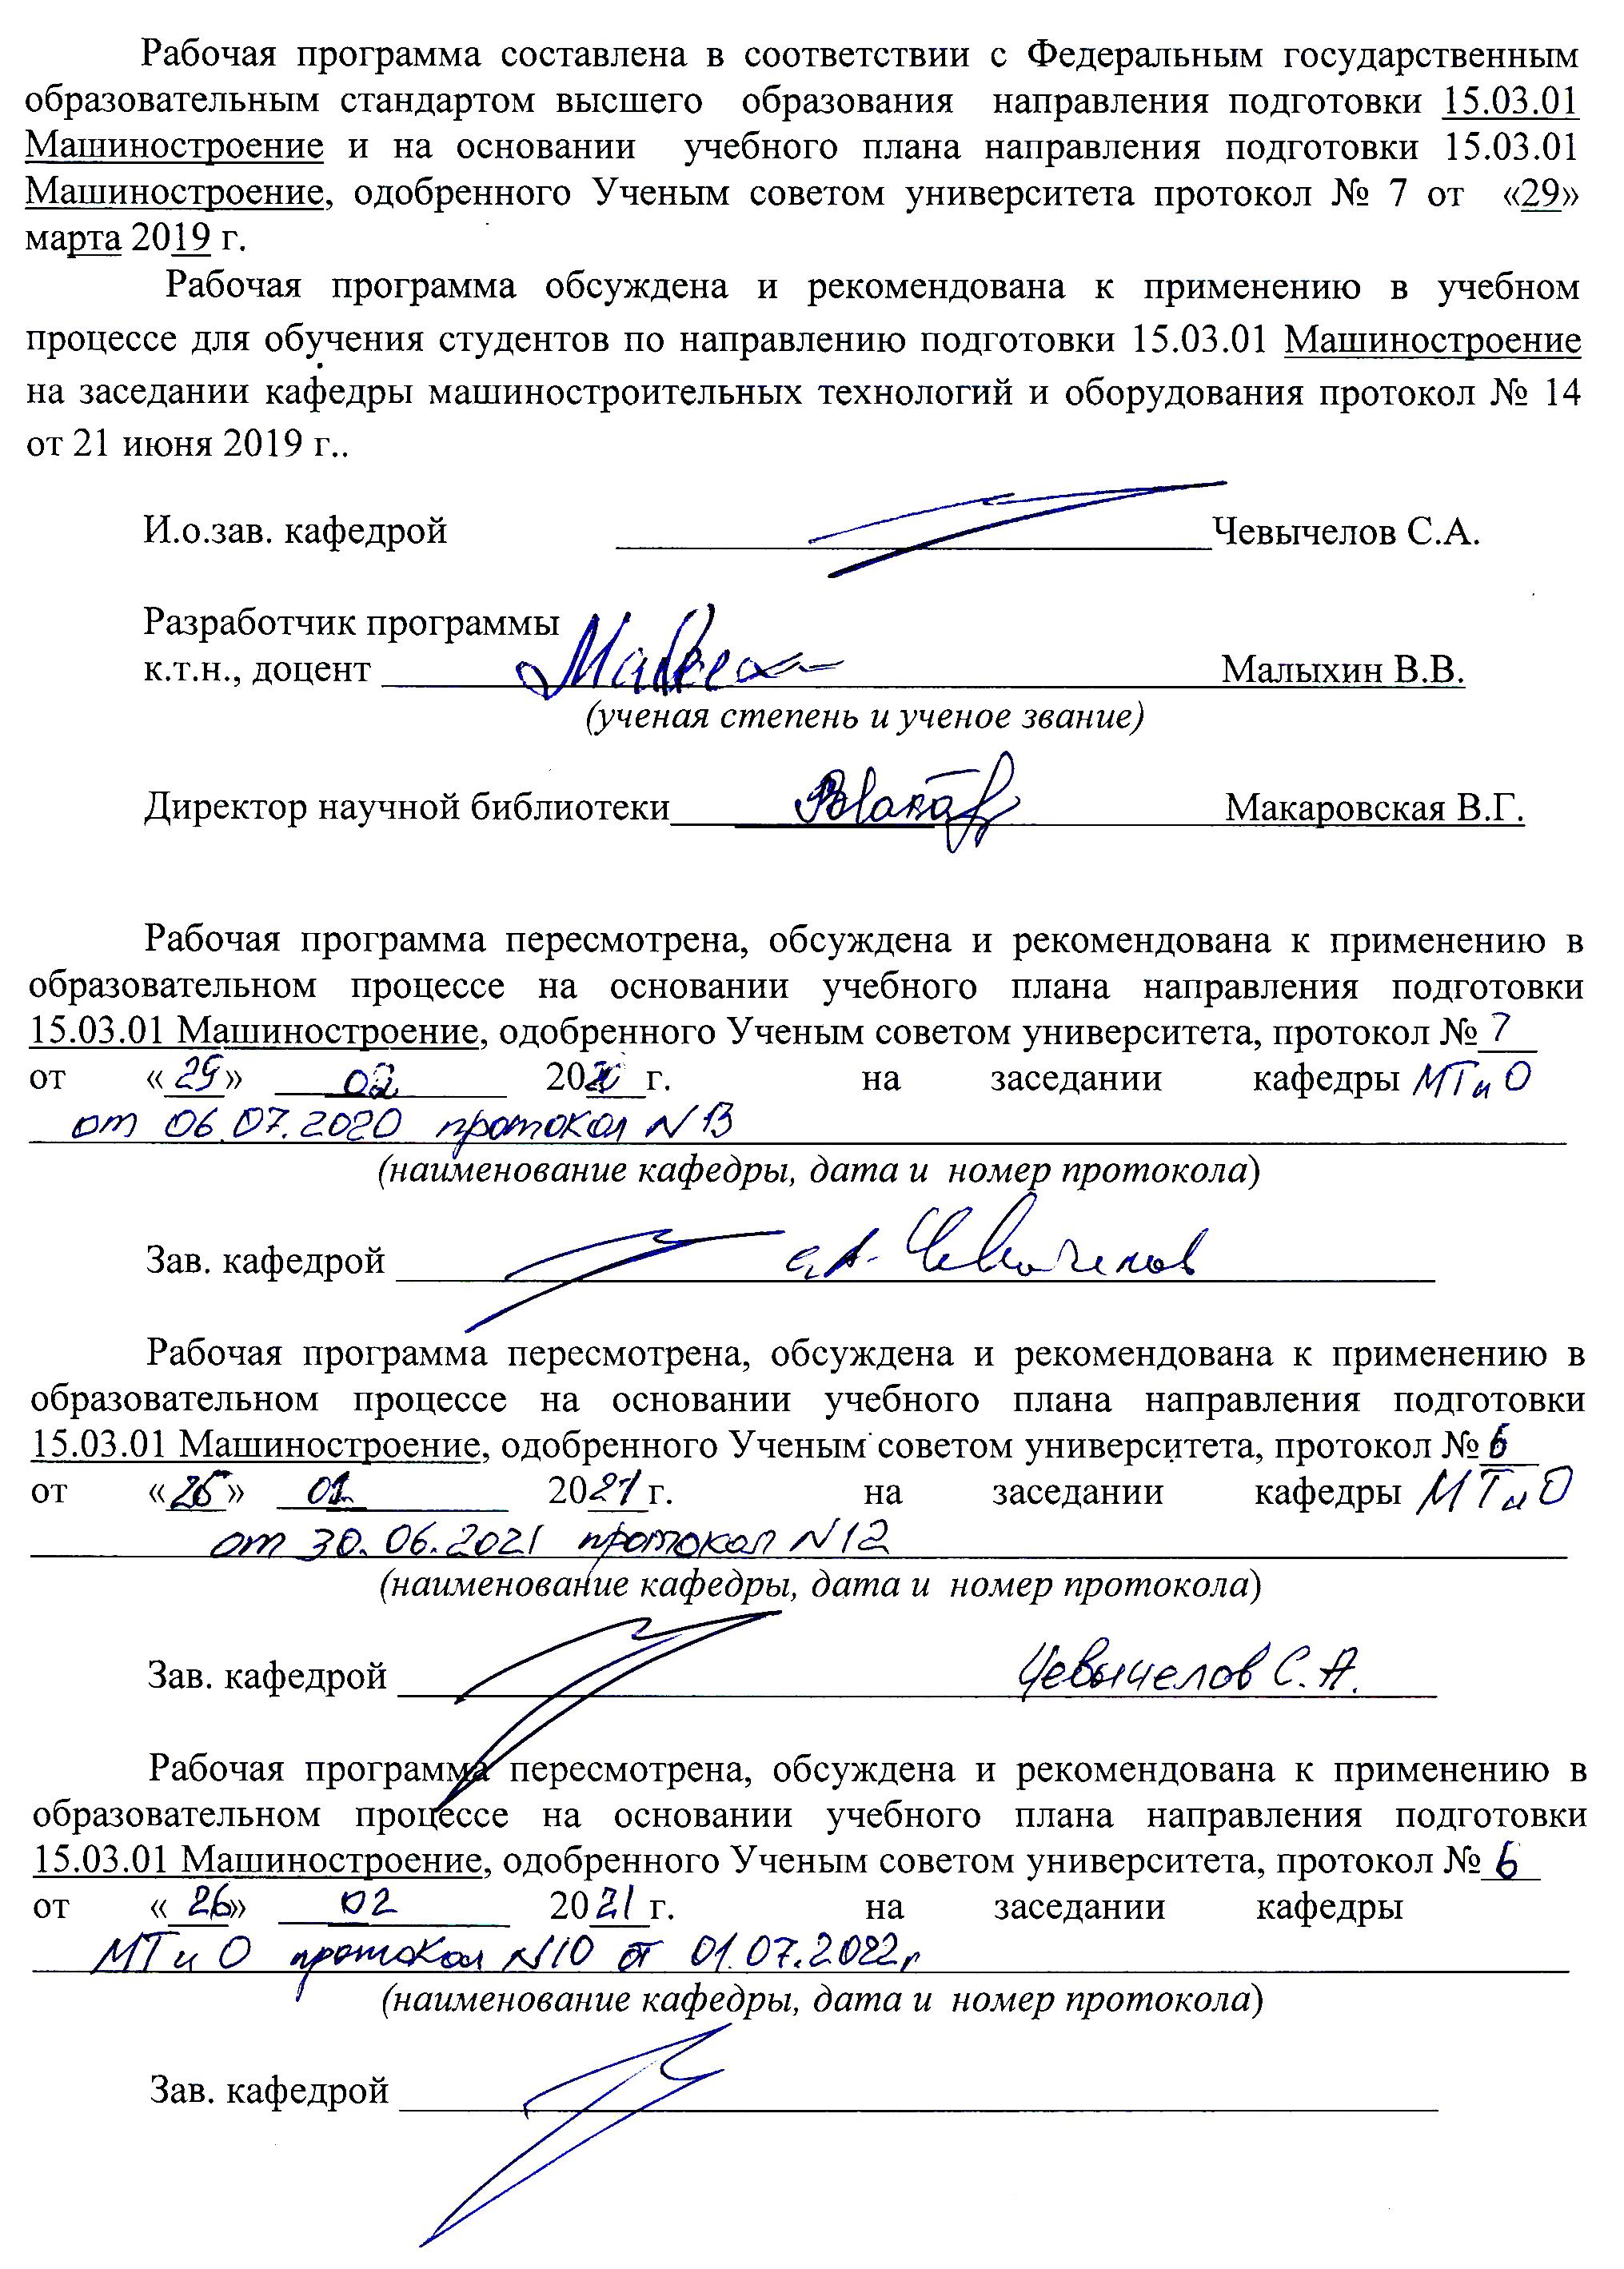 Рабочая программа составлена в соответствии с Федеральным государственным
образовательным стандартом высшего образования направления подготовки 15.03.01
Машиностроение и на основании учебного плана направления подготовки 15.03.01
Машиностроение, одобренного Ученым советом университета протокол № 7 от «29»
марта 2019 г.
Рабочая программа обсуждена и рекомендована к применению в учебном
процессе для обучения студентов по направлению подготовки 15.03.01 Машиностроение
на заседании кафедры машиностроительных технологий и оборудования протокол № 14
от 21 июня 2019 г..
И.о.зав. кафедрой Чевычелов С.А.
Разработчик программы
к.т.н., доцент Малыхин В.В.
(ученая степень и ученое звание)
Директор научной библиотеки Макаровская В.Г.
Рабочая программа пересмотрена, обсуждена и рекомендована к применению в
образовательном процессе на основании учебного плана направления подготовки
15.03.01 Машиностроение, одобренного Ученым советом университета, протокол № 7
от «25» 02 2020 г. на заседании кафедры МТиО
от 06.07.2020 протокол N13
(наименование кафедры, дата и номер протокола)
Зав. кафедрой С.А. Чевычелов
Рабочая программа пересмотрена, обсуждена и рекомендована к применению в
образовательном процессе на основании учебного плана направления подготовки
15.03.01 Машиностроение, одобренного Ученым советом университета, протокол № 6
от «26» 02 2021 г. на заседании кафедры МТиО
от 30.06.2021 протокол N12
(наименование кафедры, дата и номер протокола)
Зав. кафедрой Чевычелов С.А.
Рабочая программа пересмотрена, обсуждена и рекомендована к применению в
образовательном процессе на основании учебного плана направления подготовки
15.03.01 Машиностроение, одобренного Ученым советом университета, протокол № 6
от «26» 02 2021 г. на заседании кафедры
МТиО протокол N10 от 01.07.2022г
(наименование кафедры, дата и номер протокола)
Зав. кафедрой